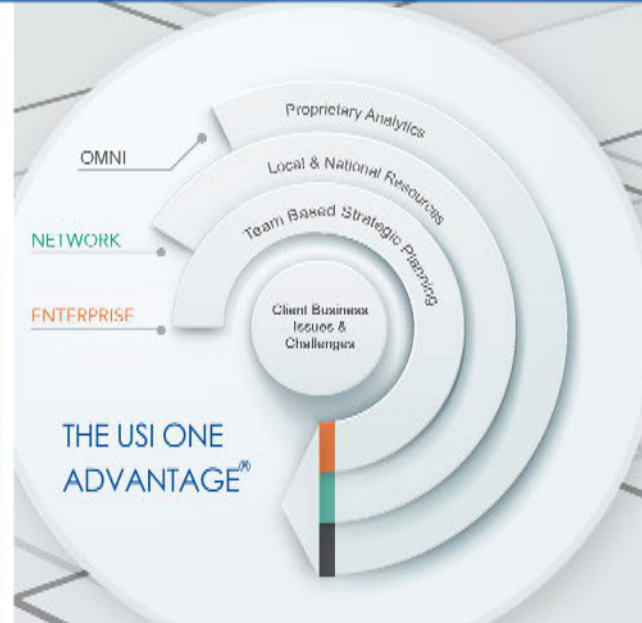 Proprietary Analytics
OMNI
Local & National Resources
Team Based Strategic Planning
NETWORK
ENTERPRISE
Client Business
Issues &
Challenges
THE USI ONE
ADVANTAGE®